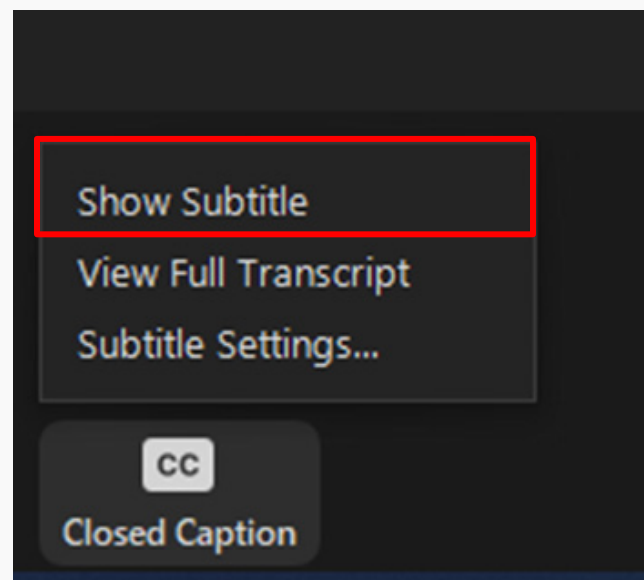 Show Subtitle
View Full Transcript
Subtitle Settings...
CC
Closed Caption